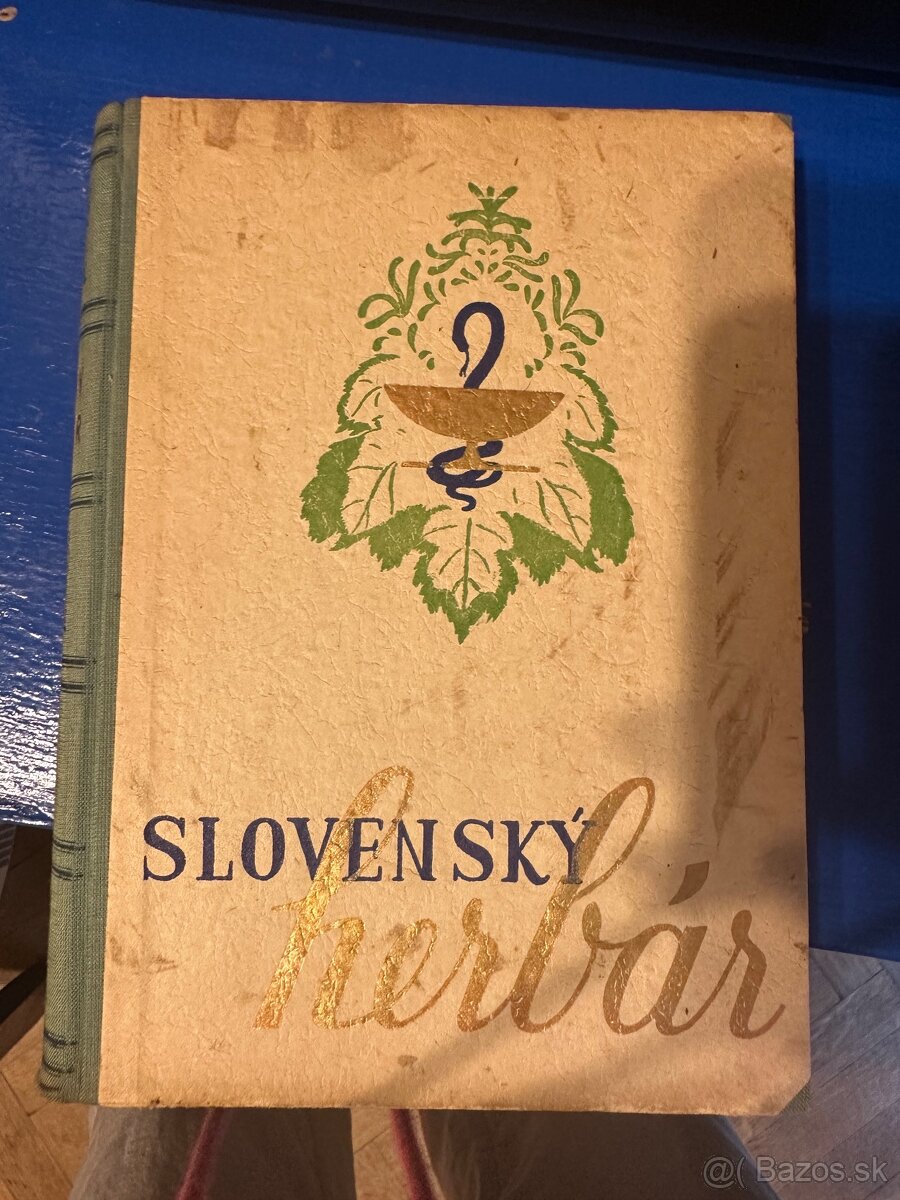 SLOVENSKÝ
herbár
@( Bazos.sk